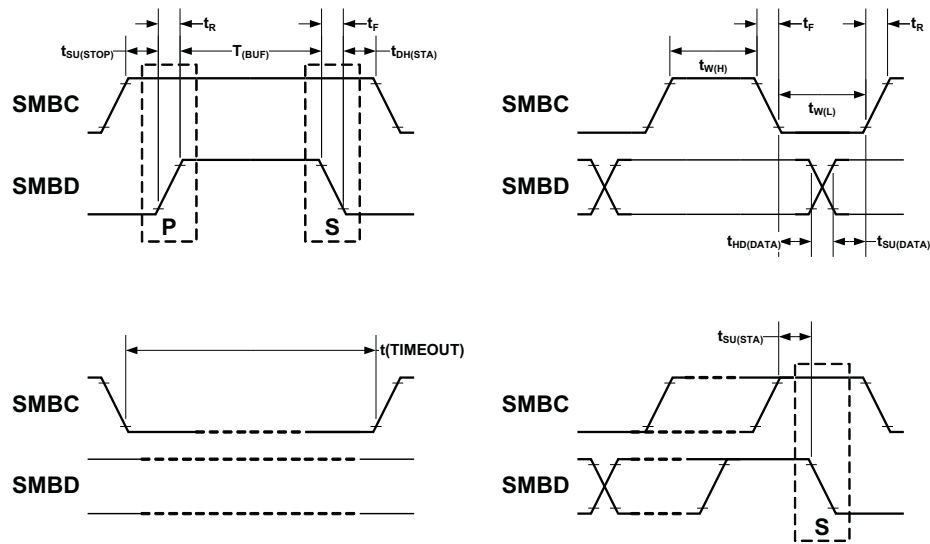 tR
tF
tSU(STOP)
T(BUF)
tDH(STA)
SMBC
SMBD
P
S
tF
tR
tW(H)
SMBC
tW(L)
SMBD
tHD(DATA)
tSU(DATA)
t(TIMEOUT)
SMBC
SMBD
tSU(STA)
SMBC
SMBD
S